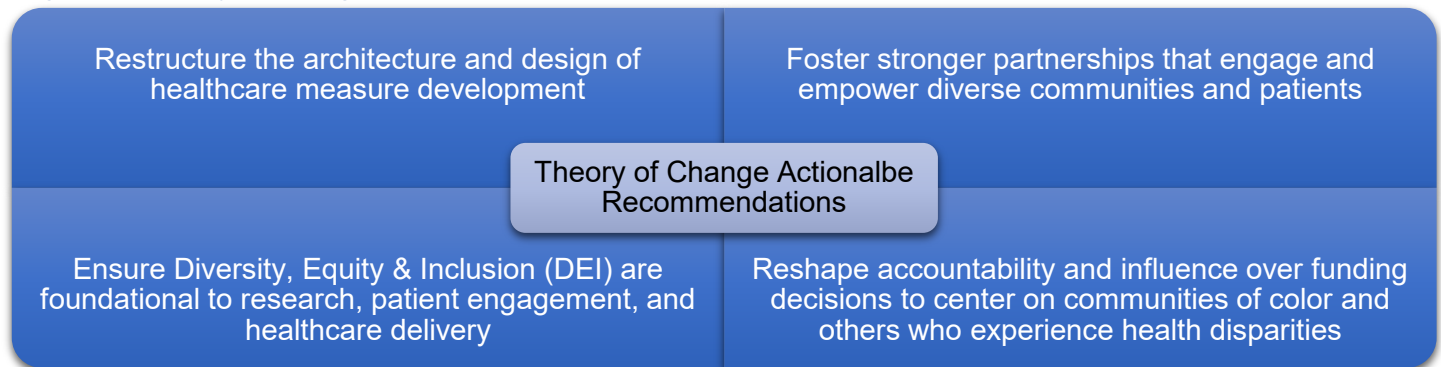 Restructure the architecture and design of
healthcare measure development
Foster stronger partnerships that engage and
empower diverse communities and patients
Theory of Change Actionalbe
Recommendations
Ensure Diversity, Equity & Inclusion (DEI) are
foundational to research, patient engagement, and
healthcare delivery
Reshape accountability and influence over funding
decisions to center on communities of color and
others who experience health disparities